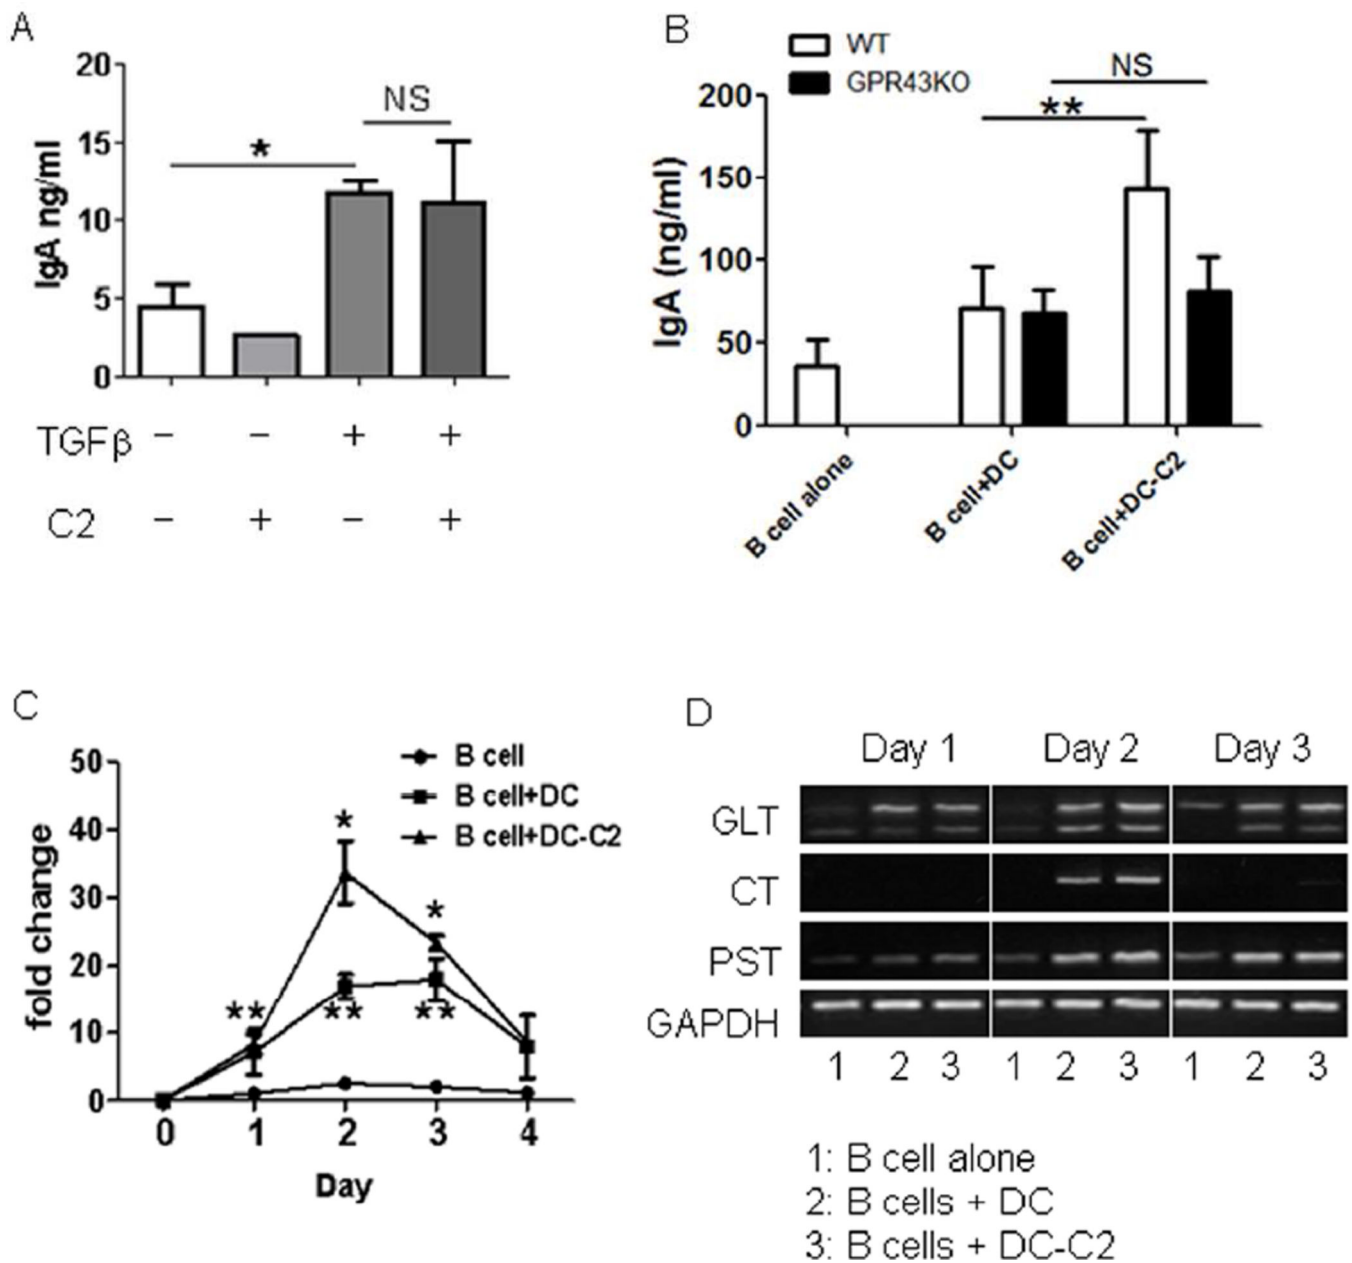 A
20
15
10
5
0
IgA ng/ml
*
NS
TGFβ − − + +
C2 − + − +
B
WT
GPR43KO
NS
**
200
150
100
50
0
IgA (ng/ml)
B cell alone
B cell+DC
B cell+DC-C2
C
50
40
30
20
10
0
fold change
B cell
B cell+DC
B cell+DC-C2
*
*
** ** **
0 1 2 3 4
Day
D
Day 1 Day 2 Day 3
GLT
CT
PST
GAPDH
1 2 3 1 2 3 1 2 3
1: B cell alone
2: B cells + DC
3: B cells + DC-C2